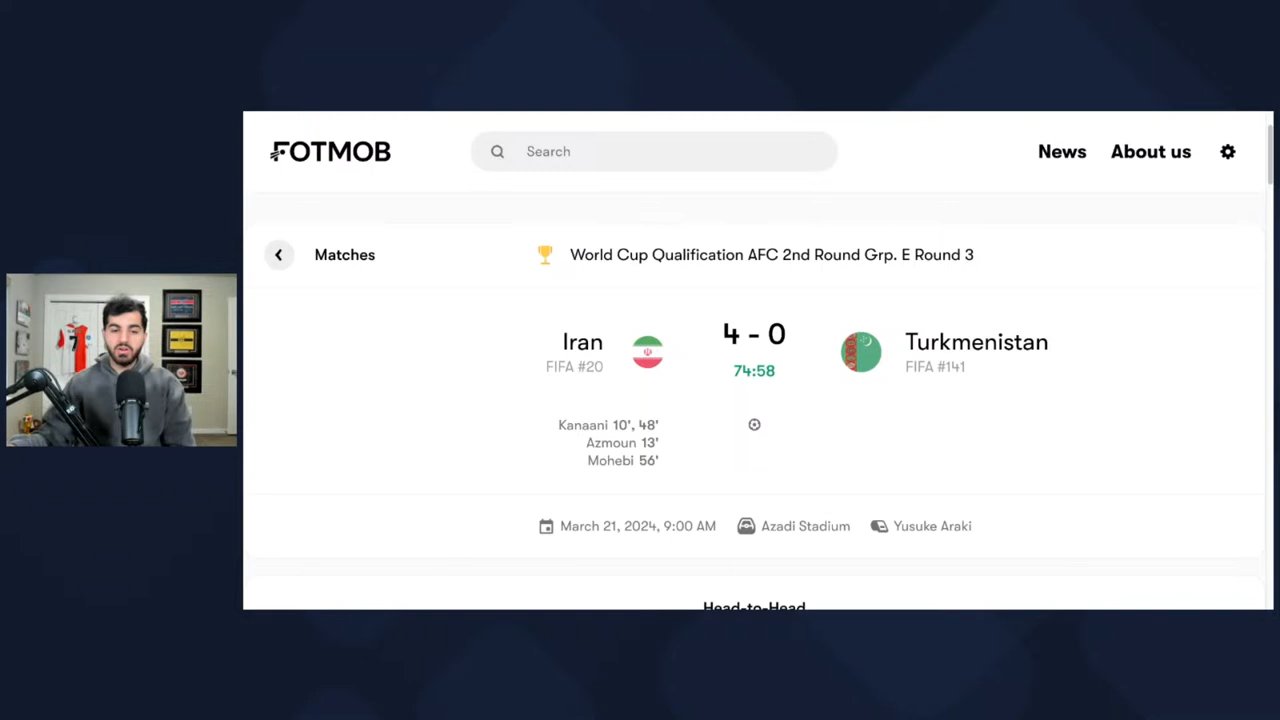 FOTMOB
Search
News
About us
Matches
World Cup Qualification AFC 2nd Round Grp. E Round 3
Iran
FIFA #20
4 - 0
74:58
Turkmenistan
FIFA #141
Kanaani 10', 48'
Azmoun 13'
Mohebi 56'
March 21, 2024, 9:00 AM
Azadi Stadium
Yusuke Araki
Head-to-Head
7